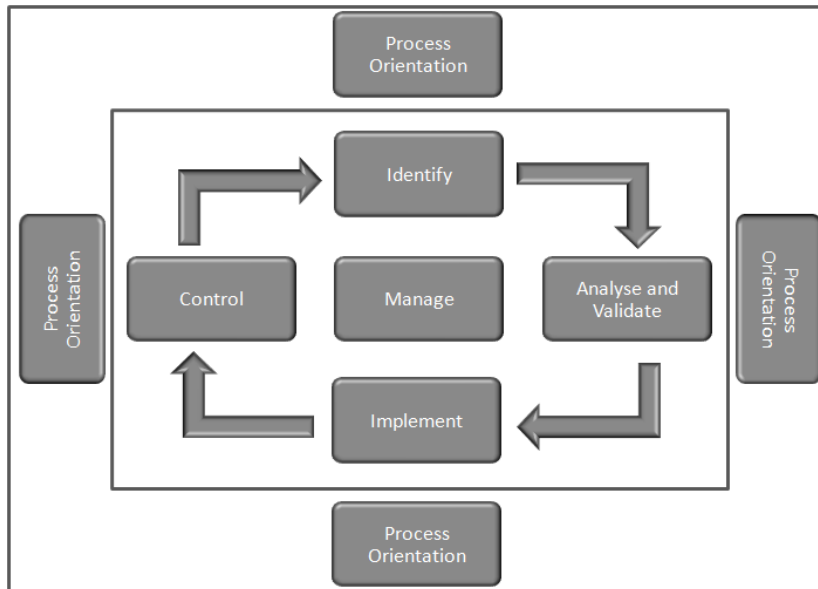 Process
Orientation
Identify
Process
Orientation
Control
Manage
Analyse and
Validate
Process
Orientation
Implement
Process
Orientation